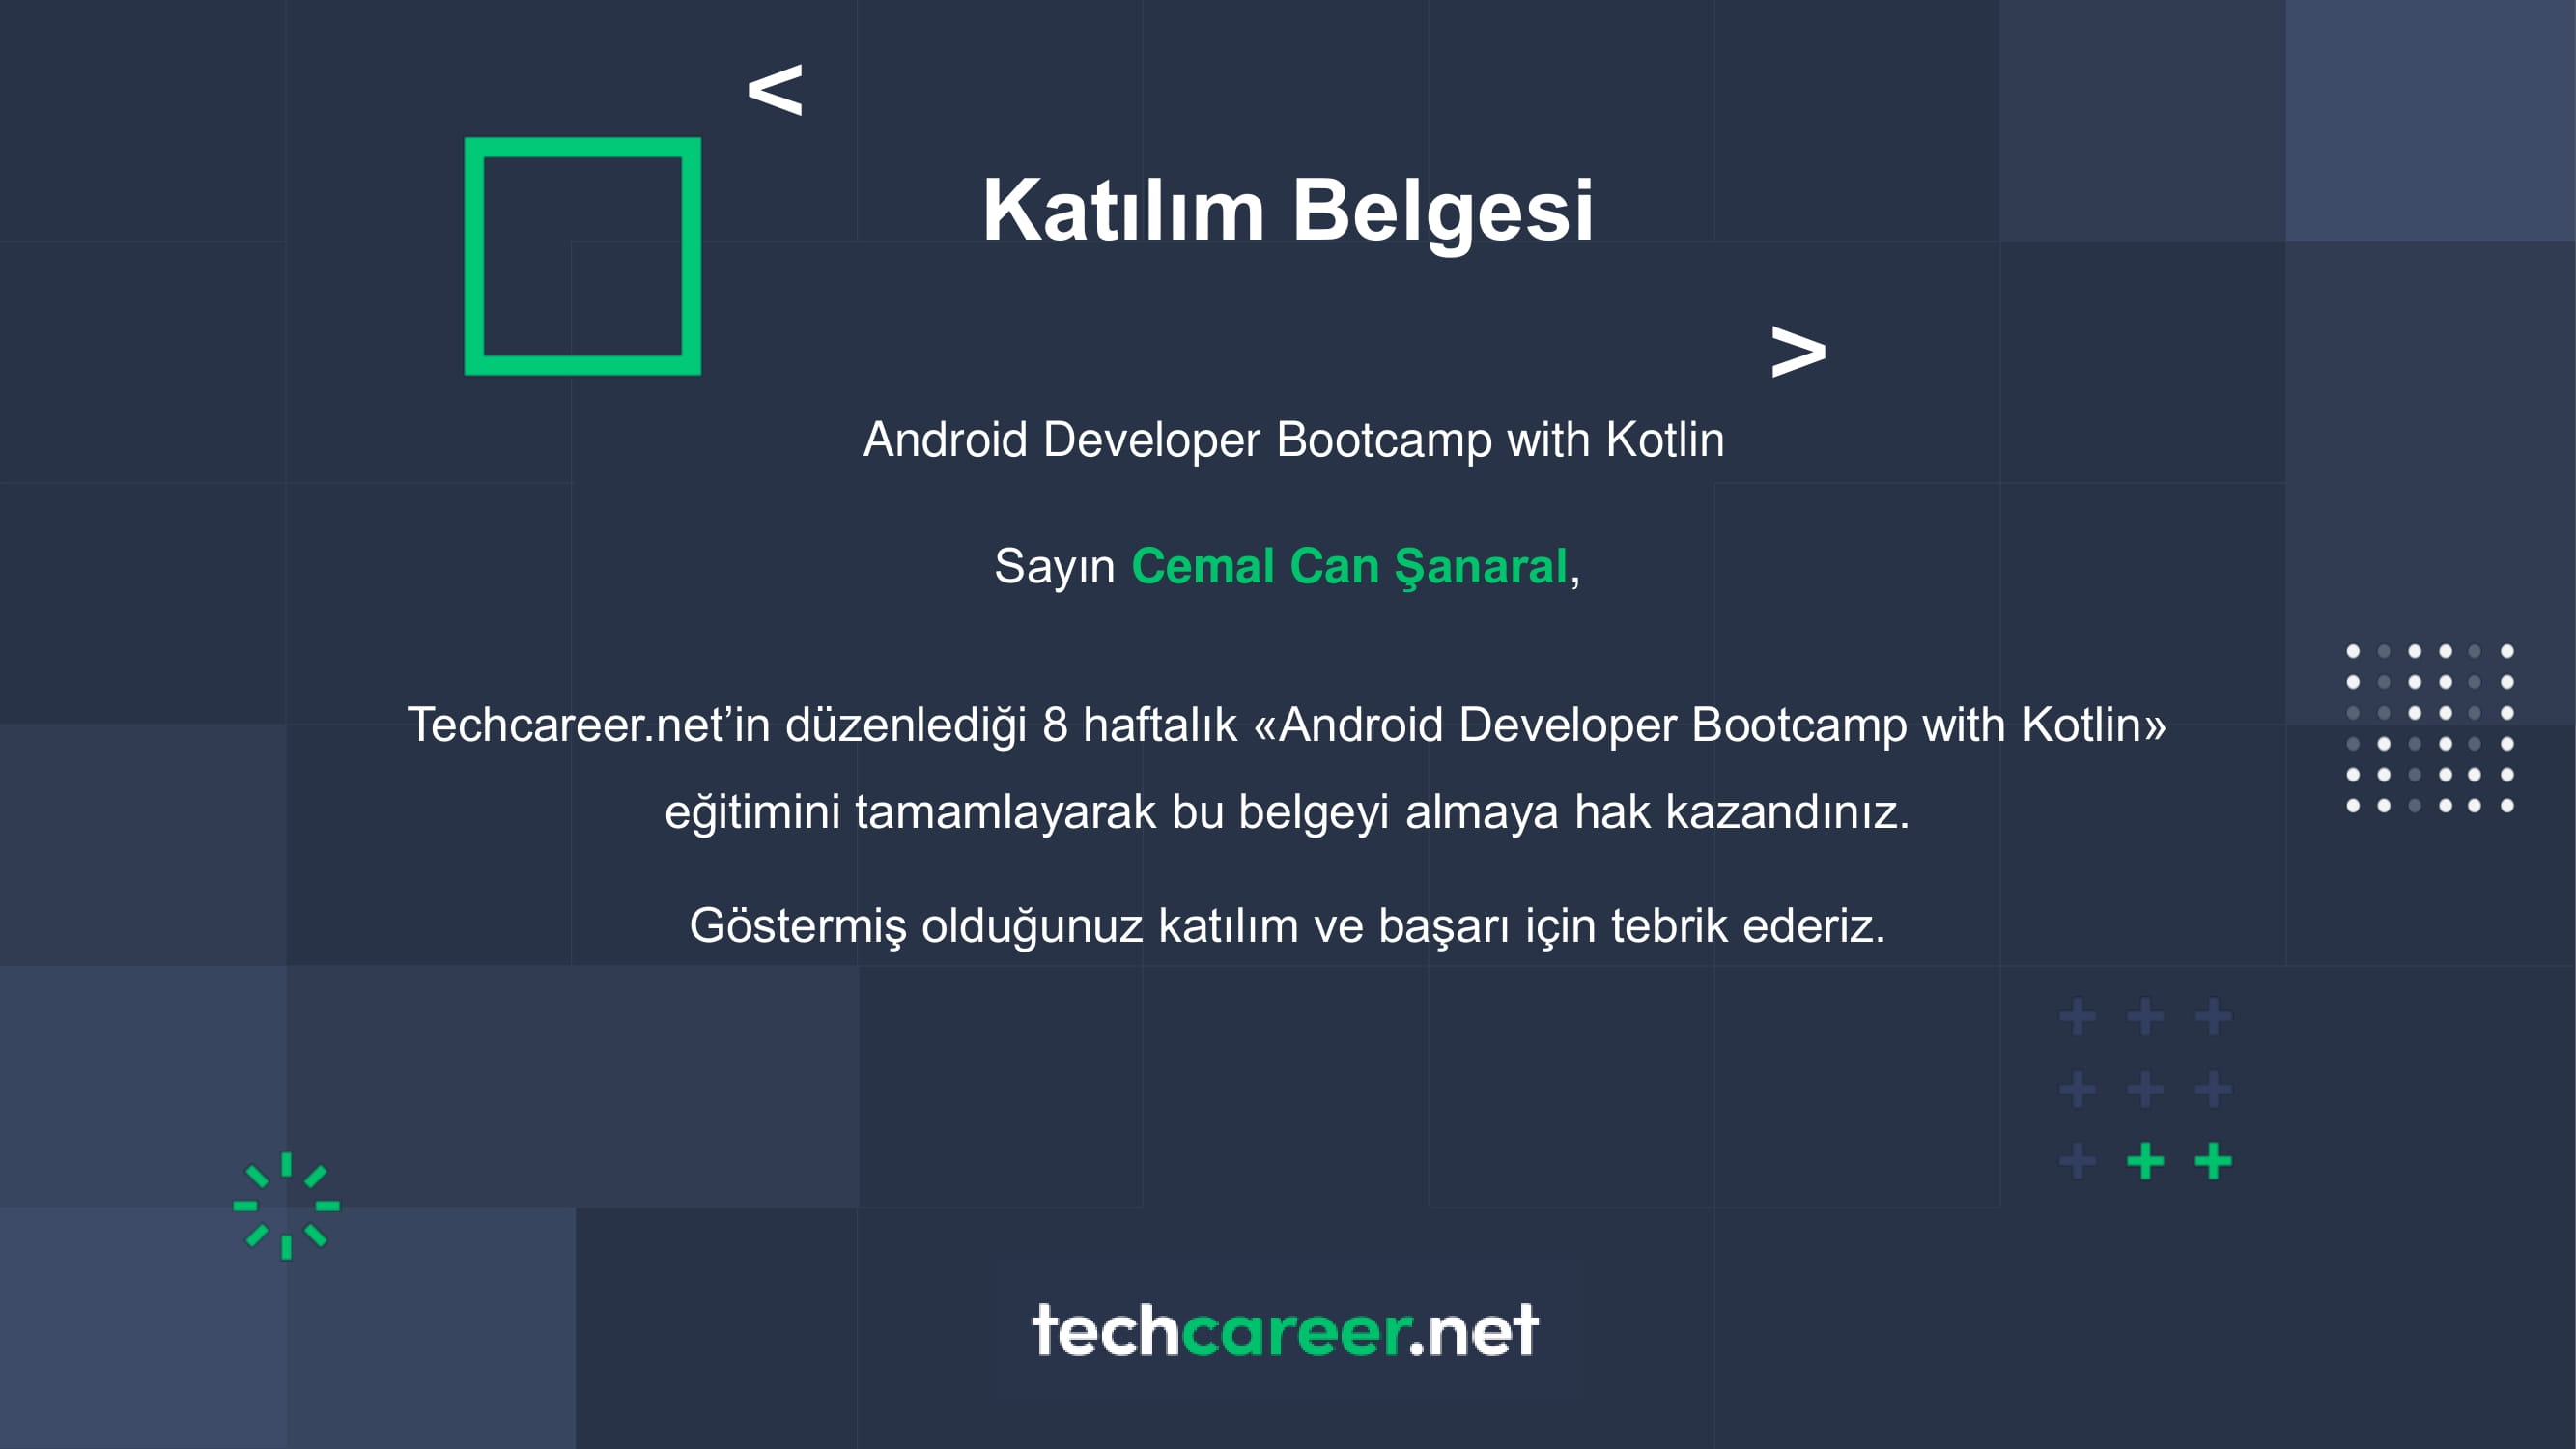 <
Katılım Belgesi
>
Android Developer Bootcamp with Kotlin
Sayın Cemal Can Şanaral,
Techcareer.net’in düzenlediği 8 haftalık «Android Developer Bootcamp with Kotlin»
eğitimini tamamlayarak bu belgeyi almaya hak kazandınız.
Göstermiş olduğunuz katılım ve başarı için tebrik ederiz.
techcareer.net